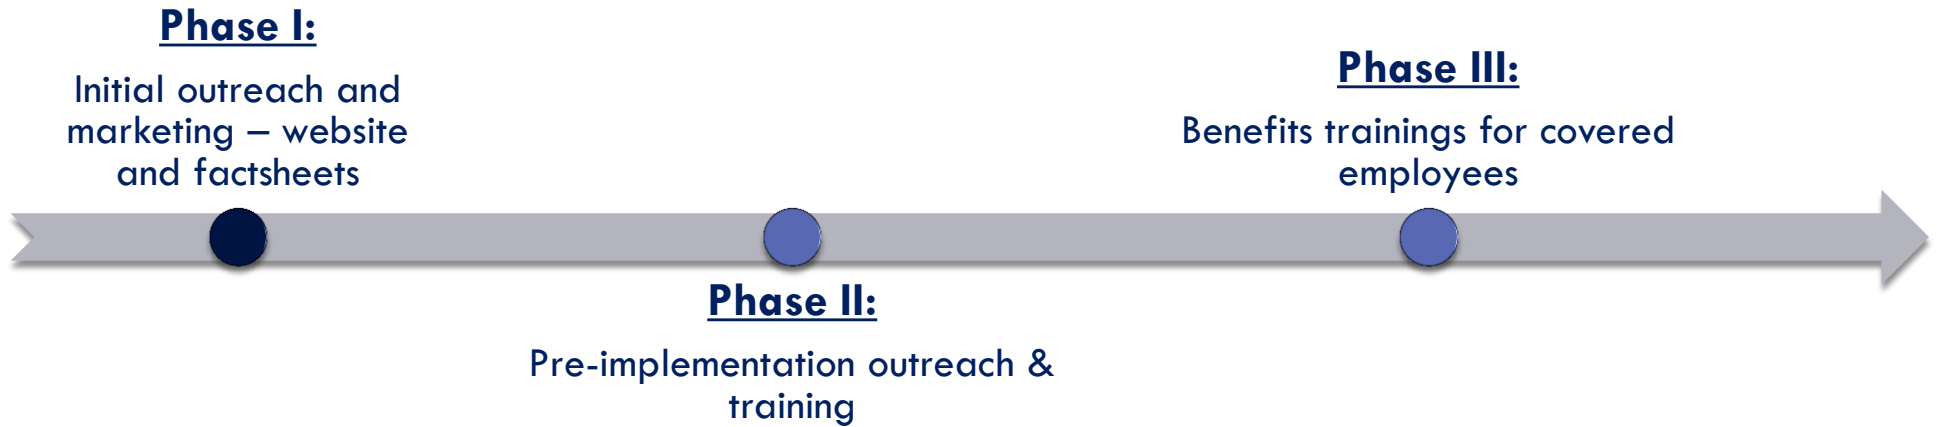 Phase I:
Initial outreach and
marketing – website
and factsheets
Phase II:
Pre-implementation outreach &
training
Phase III:
Benefits trainings for covered
employees